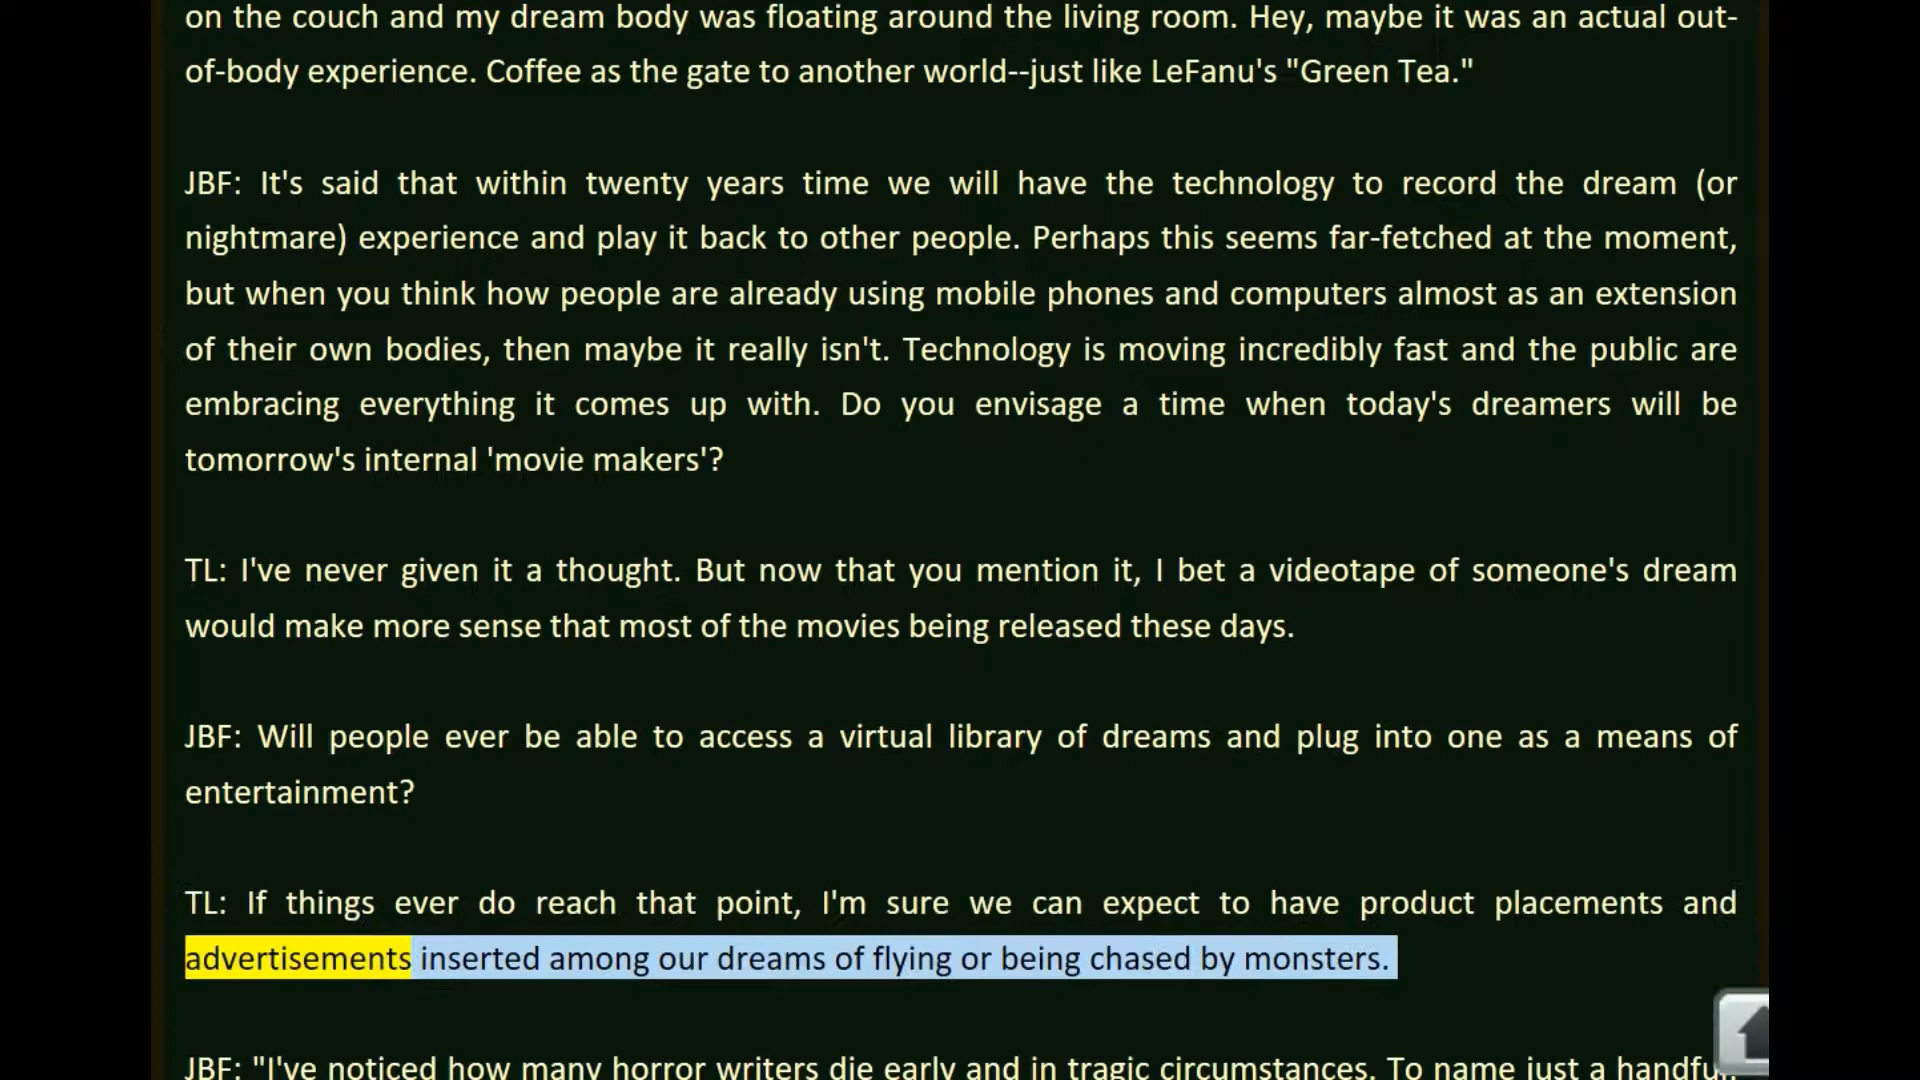 on the couch and my dream body was floating around the living room. Hey, maybe it was an actual out-
of-body experience. Coffee as the gate to another world--just like LeFanu's "Green Tea."
JBF: It's said that within twenty years time we will have the technology to record the dream (or
nightmare) experience and play it back to other people. Perhaps this seems far-fetched at the moment,
but when you think how people are already using mobile phones and computers almost as an extension
of their own bodies, then maybe it really isn't. Technology is moving incredibly fast and the public are
embracing everything it comes up with. Do you envisage a time when today's dreamers will be
tomorrow's internal 'movie makers'?
TL: I've never given it a thought. But now that you mention it, I bet a videotape of someone's dream
would make more sense that most of the movies being released these days.
JBF: Will people ever be able to access a virtual library of dreams and plug into one as a means of
entertainment?
TL: If things ever do reach that point, I'm sure we can expect to have product placements and
advertisements inserted among our dreams of flying or being chased by monsters.
JBF: "I've noticed how many horror writers die early and in tragic circumstances. To name just a handful: